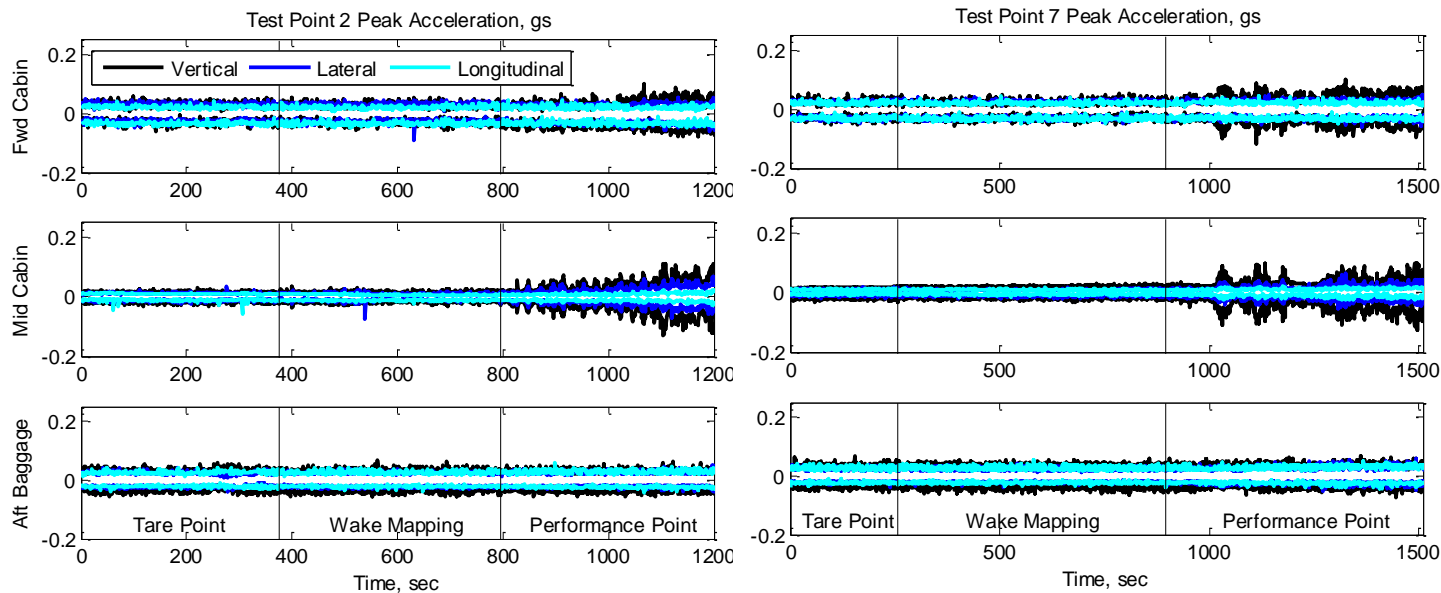 Test Point 2 Peak Acceleration, gs
Vertical Lateral Longitudinal
Fwd Cabin
0.2
0
-0.2
0 200 400 600 800 1000 1200
Mid Cabin
0.2
0
-0.2
0 200 400 600 800 1000 1200
Aft Baggage
0.2
0
-0.2
Tare Point Wake Mapping Performance Point
0 200 400 600 800 1000 1200
Time, sec
Test Point 7 Peak Acceleration, gs
0.2
0
-0.2
0 500 1000 1500
0.2
0
-0.2
0 500 1000 1500
0.2
0
-0.2
Tare Point Wake Mapping Performance Point
0 500 1000 1500
Time, sec